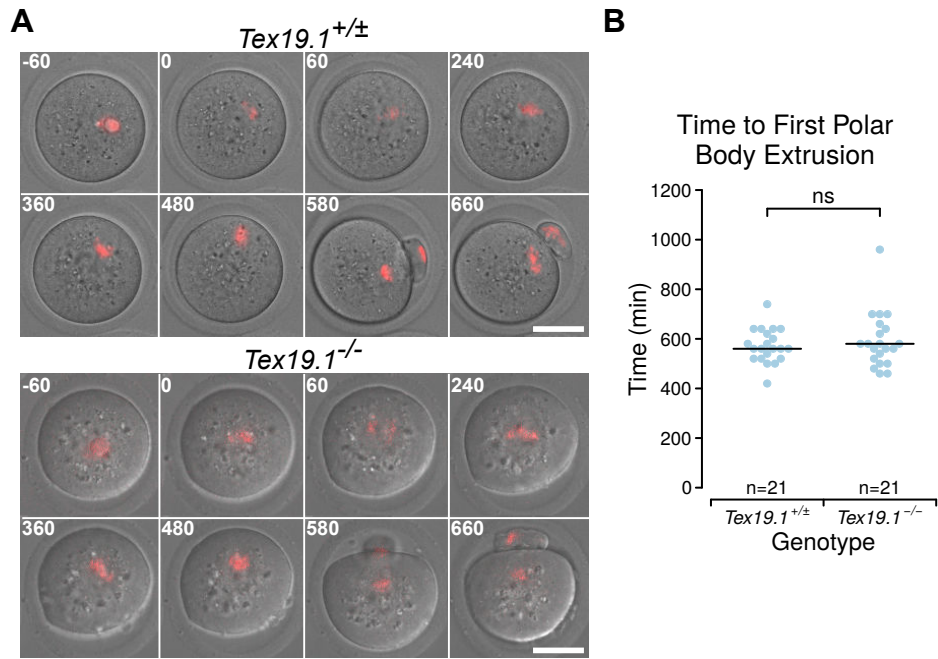 A
Tex19.1+/±
-60 0 60 240
360 480 580 660
Tex19.1-/-
-60 0 60 240
360 480 580 660
B
Time to First Polar
Body Extrusion
1200
1000
800
600
400
200
0
Time (min)
ns
n=21 n=21
Tex19.1+/± Tex19.1−/−
Genotype